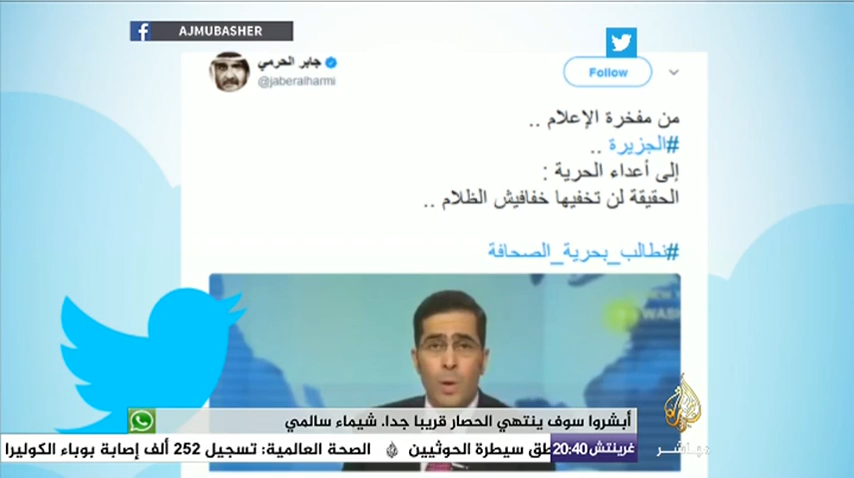 AJMUBASHER
جابر الحرمي
@jaberalharmi
Follow
من مفخرة الإعلام ..
#الجزيرة ..
إلى أعداء الحرية :
الحقيقة لن تخفيها خفافيش الظلام ..
#نطالب_بحرية_الصحافة
NEW
WASH
أبشروا سوف ينتهي الحصار قريبا جدا. شيماء سالمي
غرينتش 20:40
طق سيطرة الحوثيين
الصحة العالمية: تسجيل 252 ألف إصابة بوباء الكوليرا
مباشر